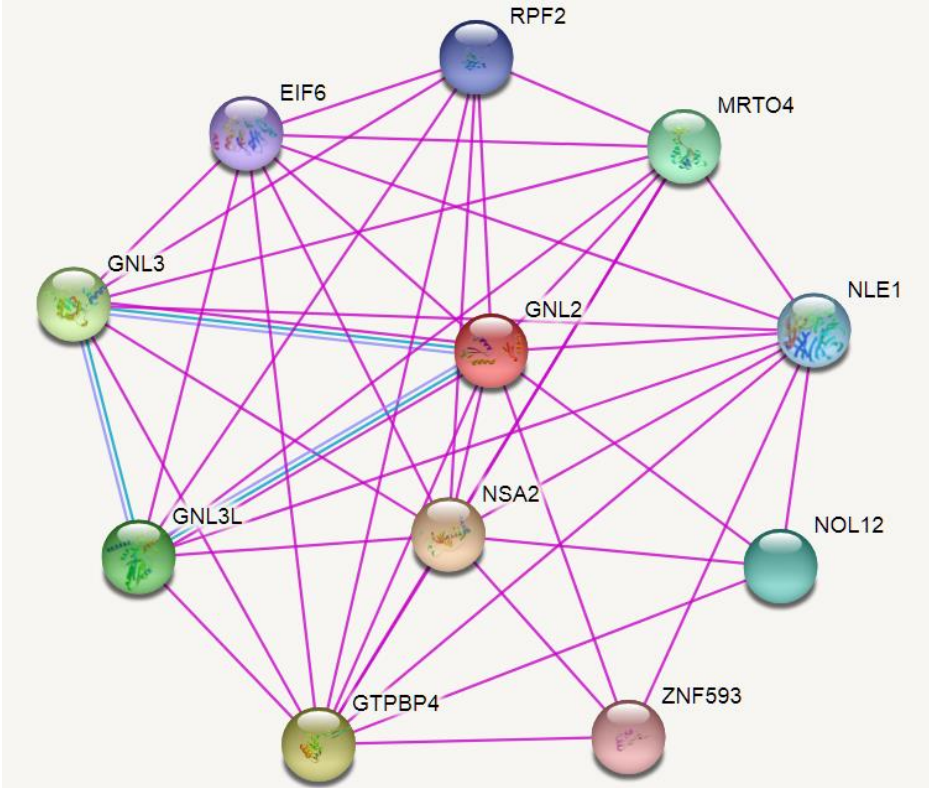 RPF2
EIF6
MRTO4
GNL3
NLE1
GNL2
NSA2
GNL3L
NOL12
GTPBP4
ZNF593